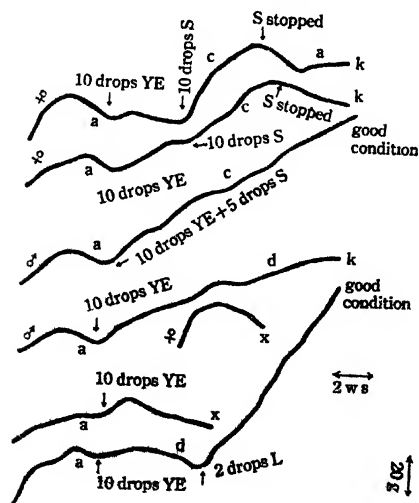 S stopped
10 drops S
c
a
k
♀
10 drops YE
a
S stopped
k
c
♀
a
10 drops S
good
condition
10 drops YE
c
10 drops YE + 5 drops S
♂
a
d
k
10 drops YE
good
condition
♂
a
♀
x
2 w s
10 drops YE
a
x
a
d
10 drops YE
2 drops L
20 g